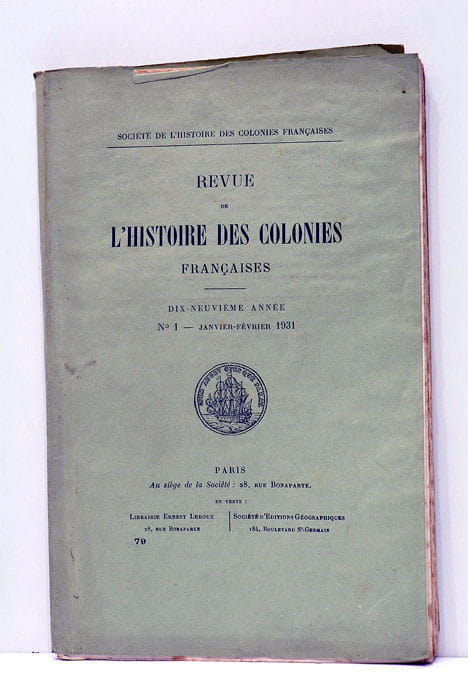 SOCIÉTÉ DE L'HISTOIRE DES COLONIES FRANÇAISES
REVUE
DE
L'HISTOIRE DES COLONIES
FRANÇAISES
DIX-NEUVIÈME ANNÉE
No 1 — JANVIER-FÉVRIER 1931
PARIS
Au siège de la Société : 28, RUE BONAPARTE.
EN VENTE :
LIBRAIRIE ERNEST LEROUX
28, RUE BONAPARTE
SOCIÉTÉ D'EDITIONS GÉOGRAPHIQUES
184, BOULEVARD St-GERMAIN
79